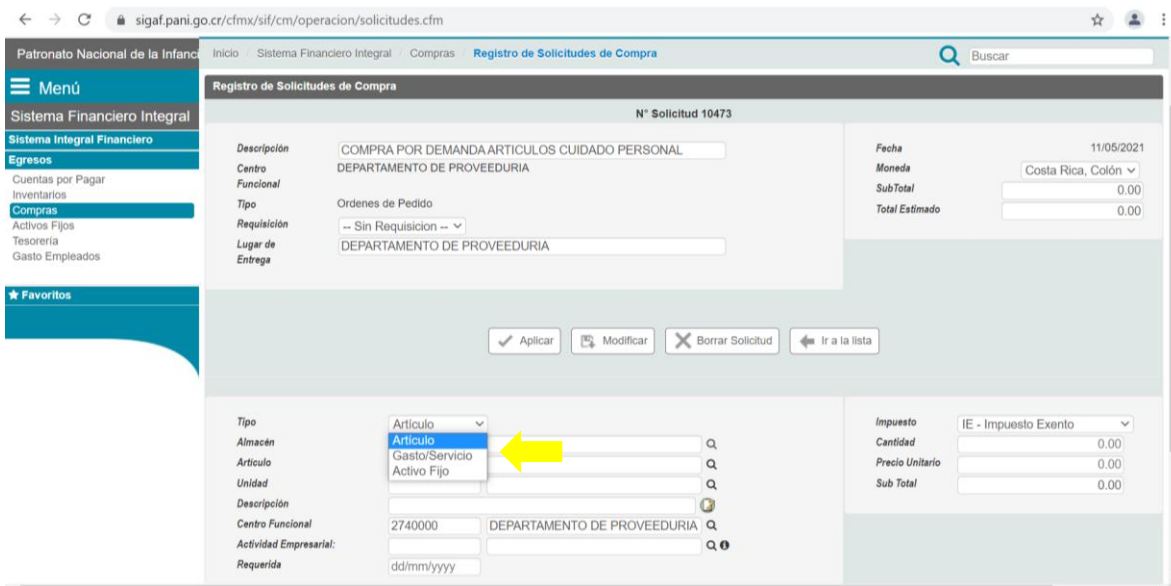 sigaf.pani.go.cr/cfmx/sif/cm/operacion/solicitudes.cfm
Patronato Nacional de la Infanci
Inicio / Sistema Financiero Integral / Compras / Registro de Solicitudes de Compra
Buscar
Menú
Sistema Financiero Integral
Sistema Integral Financiero
Egresos
Cuentas por Pagar
Inventarios
Compras
Activos Fijos
Tesorería
Gasto Empleados
Favoritos
Registro de Solicitudes de Compra
N° Solicitud 10473
Descripción COMPRA POR DEMANDA ARTICULOS CUIDADO PERSONAL
Centro Funcional DEPARTAMENTO DE PROVEEDURIA
Tipo Ordenes de Pedido
Requisición -- Sin Requisicion --
Lugar de Entrega DEPARTAMENTO DE PROVEEDURIA
Fecha 11/05/2021
Moneda Costa Rica, Colón
SubTotal 0.00
Total Estimado 0.00
Aplicar Modificar Borrar Solicitud Ir a la lista
Tipo Artículo
Artículo
Gasto/Servicio
Activo Fijo
Almacén
Artículo
Unidad
Descripción
Centro Funcional 2740000 DEPARTAMENTO DE PROVEEDURIA
Actividad Empresarial:
Requerida dd/mm/yyyy
Impuesto IE - Impuesto Exento
Cantidad 0.00
Precio Unitario 0.00
Sub Total 0.00